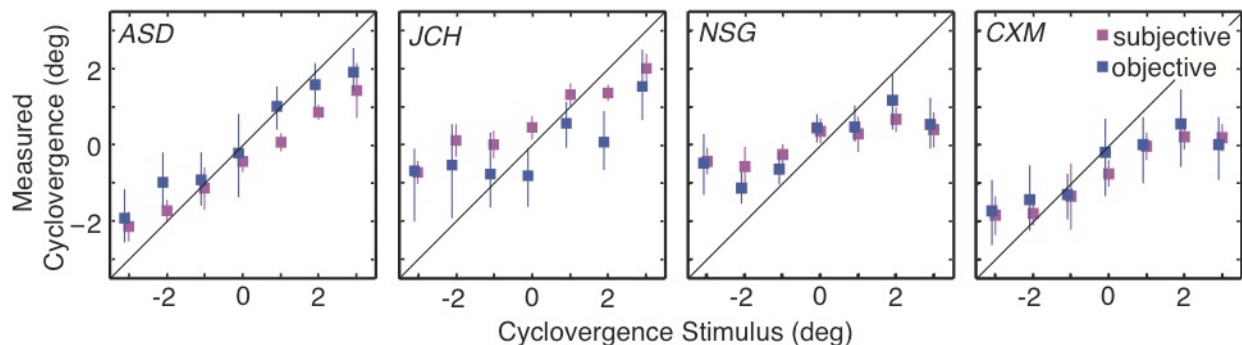 ASD
JCH
NSG
CXM
subjective
objective
Measured
Cyclovergence (deg)
2
0
−2
-2 0 2
-2 0 2
-2 0 2
-2 0 2
Cyclovergence Stimulus (deg)